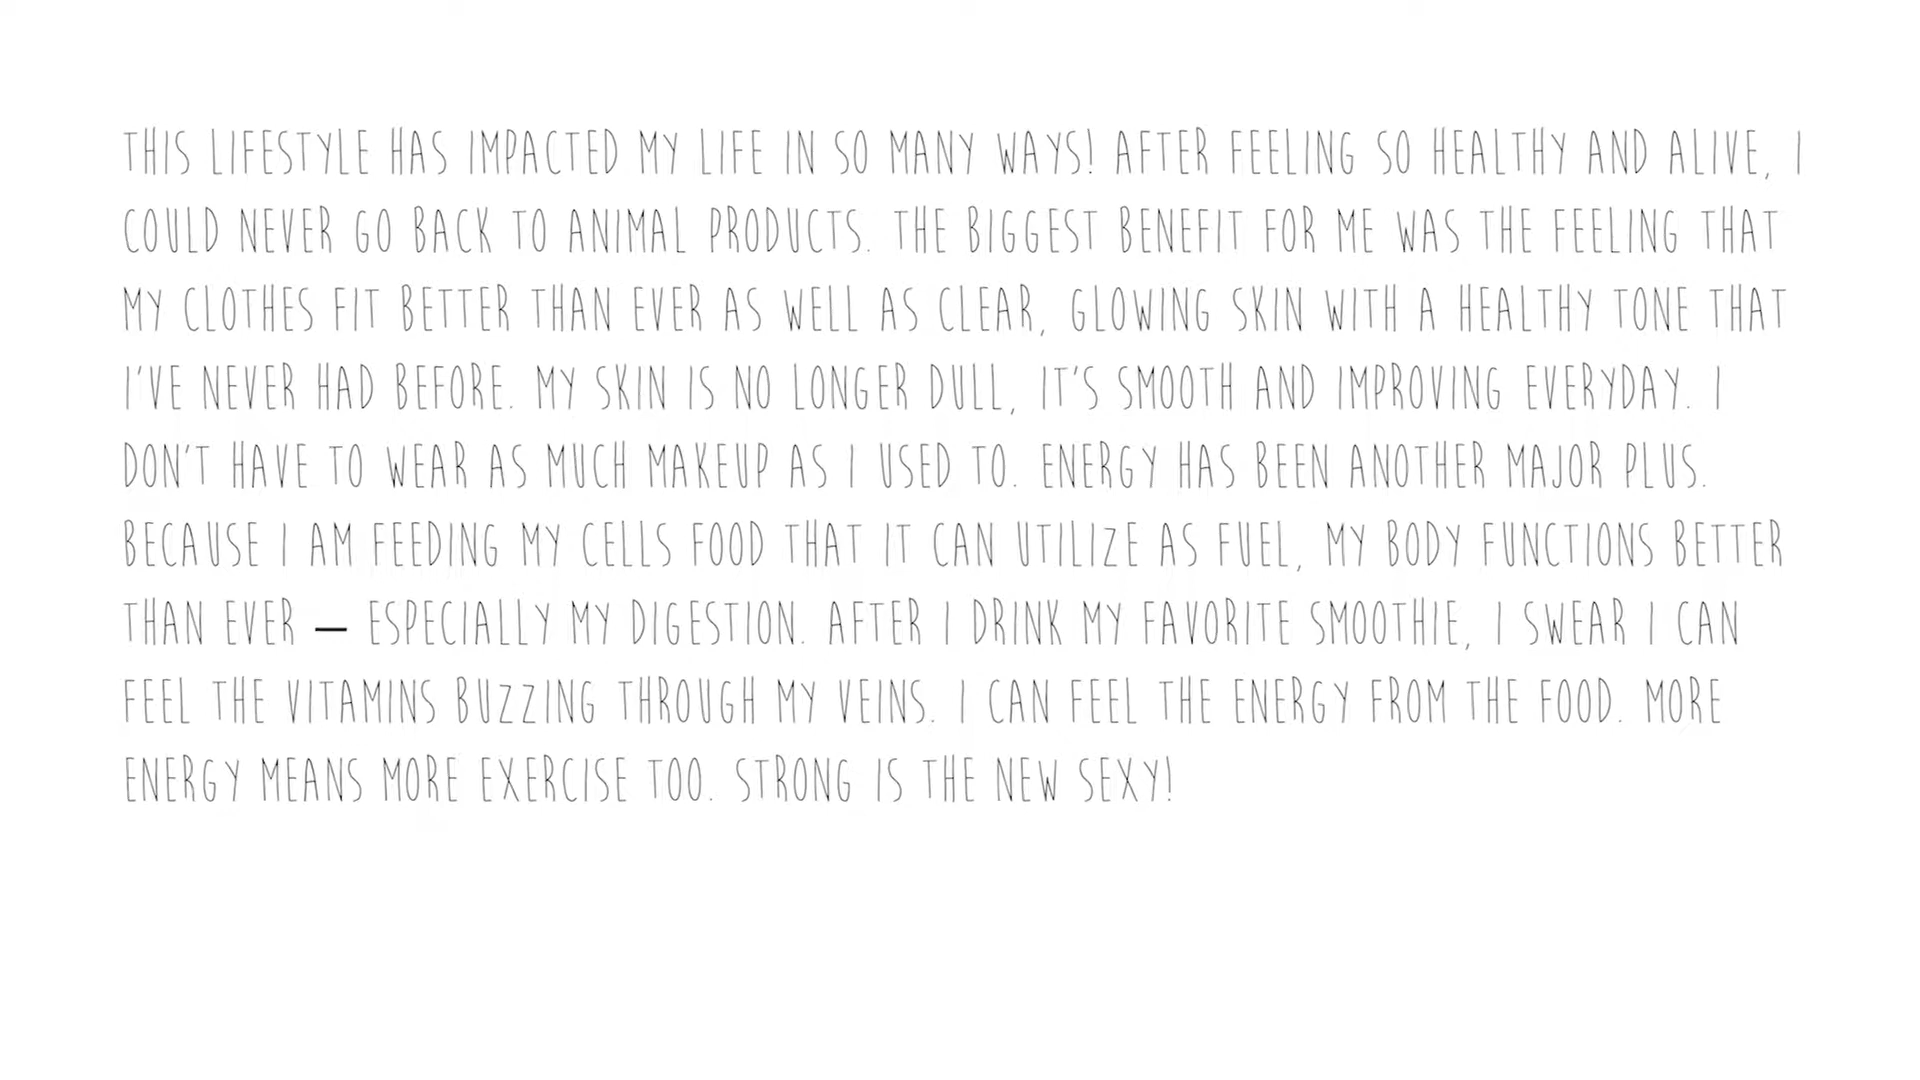 THIS LIFESTYLE HAS IMPACTED MY LIFE IN SO MANY WAYS! AFTER FEELING SO HEALTHY AND ALIVE, I
COULD NEVER GO BACK TO ANIMAL PRODUCTS. THE BIGGEST BENEFIT FOR ME WAS THE FEELING THAT
MY CLOTHES FIT BETTER THAN EVER AS WELL AS CLEAR, GLOWING SKIN WITH A HEALTHY TONE THAT
I'VE NEVER HAD BEFORE. MY SKIN IS NO LONGER DULL, IT'S SMOOTH AND IMPROVING EVERYDAY. I
DON'T HAVE TO WEAR AS MUCH MAKEUP AS I USED TO. ENERGY HAS BEEN ANOTHER MAJOR PLUS.
BECAUSE I AM FEEDING MY CELLS FOOD THAT IT CAN UTILIZE AS FUEL, MY BODY FUNCTIONS BETTER
THAN EVER – ESPECIALLY MY DIGESTION. AFTER I DRINK MY FAVORITE SMOOTHIE, I SWEAR I CAN
FEEL THE VITAMINS BUZZING THROUGH MY VEINS. I CAN FEEL THE ENERGY FROM THE FOOD. MORE
ENERGY MEANS MORE EXERCISE TOO. STRONG IS THE NEW SEXY!